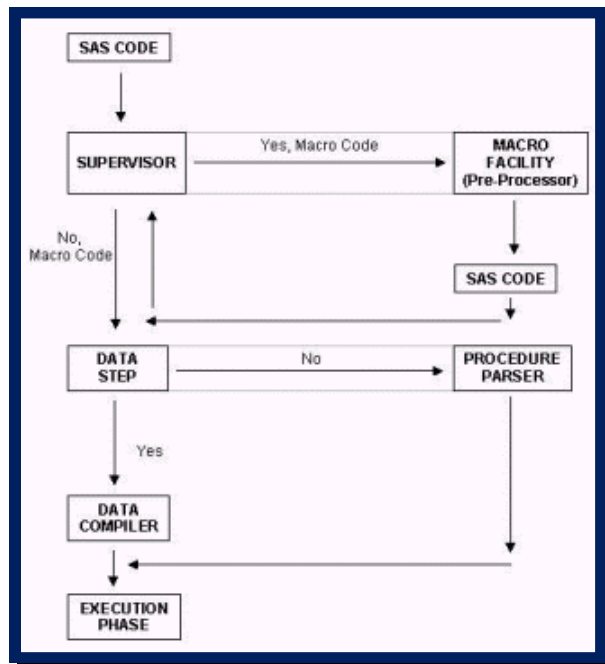 SAS CODE
SUPERVISOR
Yes, Macro Code
MACRO
FACILITY
(Pre-Processor)
No,
Macro Code
SAS CODE
DATA
STEP
No
PROCEDURE
PARSER
Yes
DATA
COMPILER
EXECUTION
PHASE